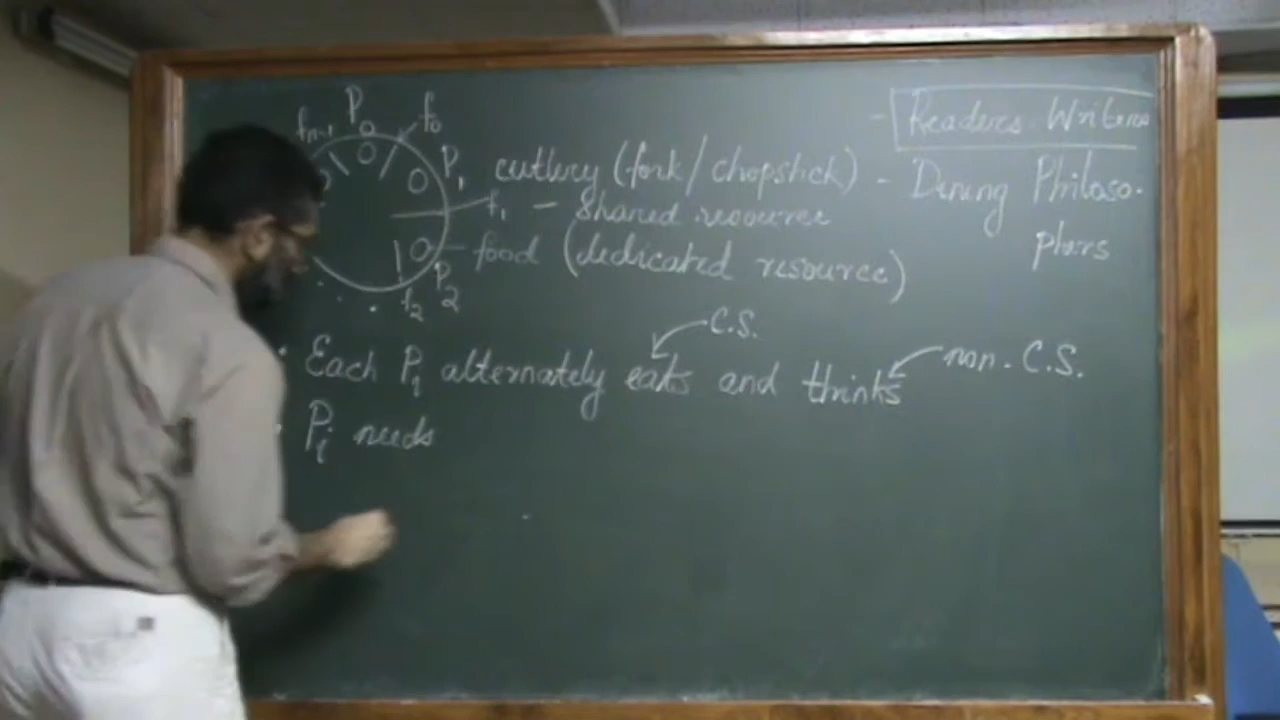 P0 f0
fn-1
Readers-Writers
P1 cutlery (fork/chopstick) - Dining Philoso-
f1 - Shared resource
phers
food (dedicated resource)
P2
f2
C.S.
Each Pi alternately eats and thinks non-C.S.
Pi needs